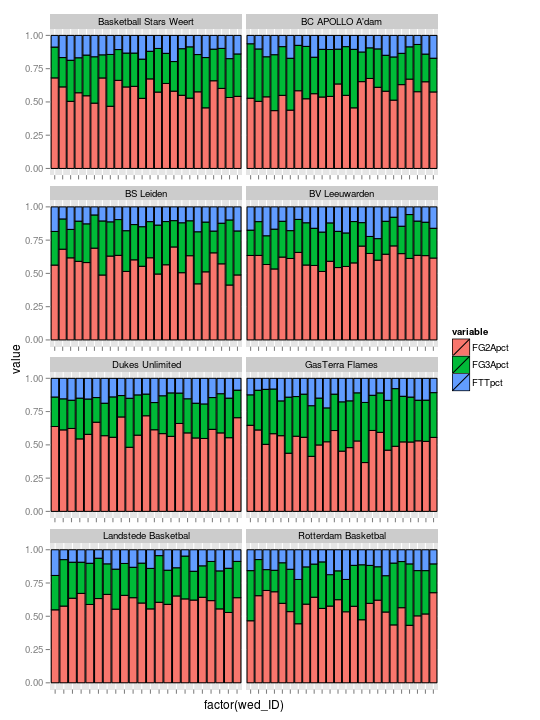 Basketball Stars Weert
BC APOLLO A'dam
1.00
0.75
0.50
0.25
0.00
BS Leiden
BV Leeuwarden
1.00
0.75
0.50
0.25
0.00
Dukes Unlimited
GasTerra Flames
1.00
0.75
0.50
0.25
0.00
Landstede Basketbal
Rotterdam Basketbal
1.00
0.75
0.50
0.25
0.00
value
factor(wed_ID)
variable
FG2Apct
FG3Apct
FTTpct